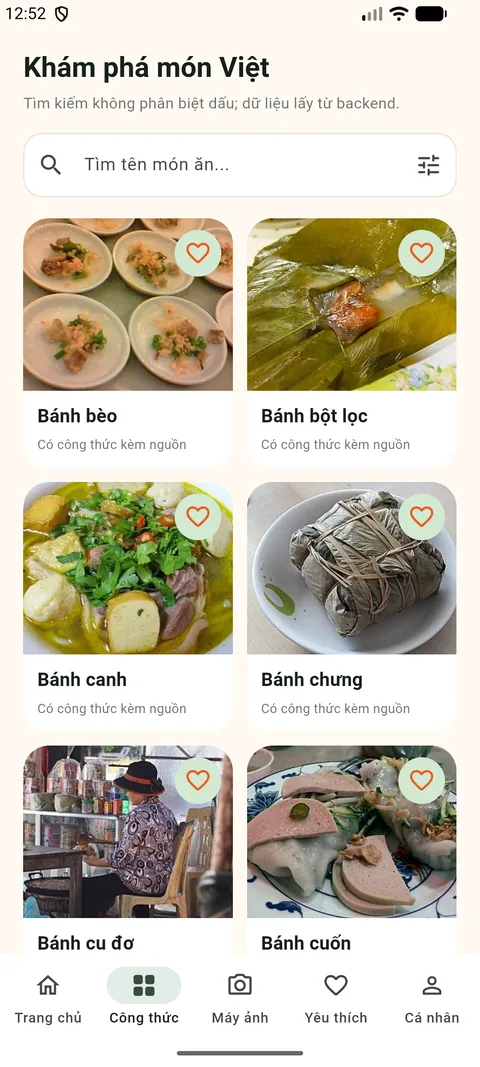 12:52
Khám phá món Việt
Tìm kiếm không phân biệt dấu; dữ liệu lấy từ backend.
Tìm tên món ăn...
Bánh bèo
Có công thức kèm nguồn
Bánh bột lọc
Có công thức kèm nguồn
Bánh canh
Có công thức kèm nguồn
Bánh chưng
Có công thức kèm nguồn
Bánh cu đơ
Bánh cuốn
Trang chủ
Công thức
Máy ảnh
Yêu thích
Cá nhân